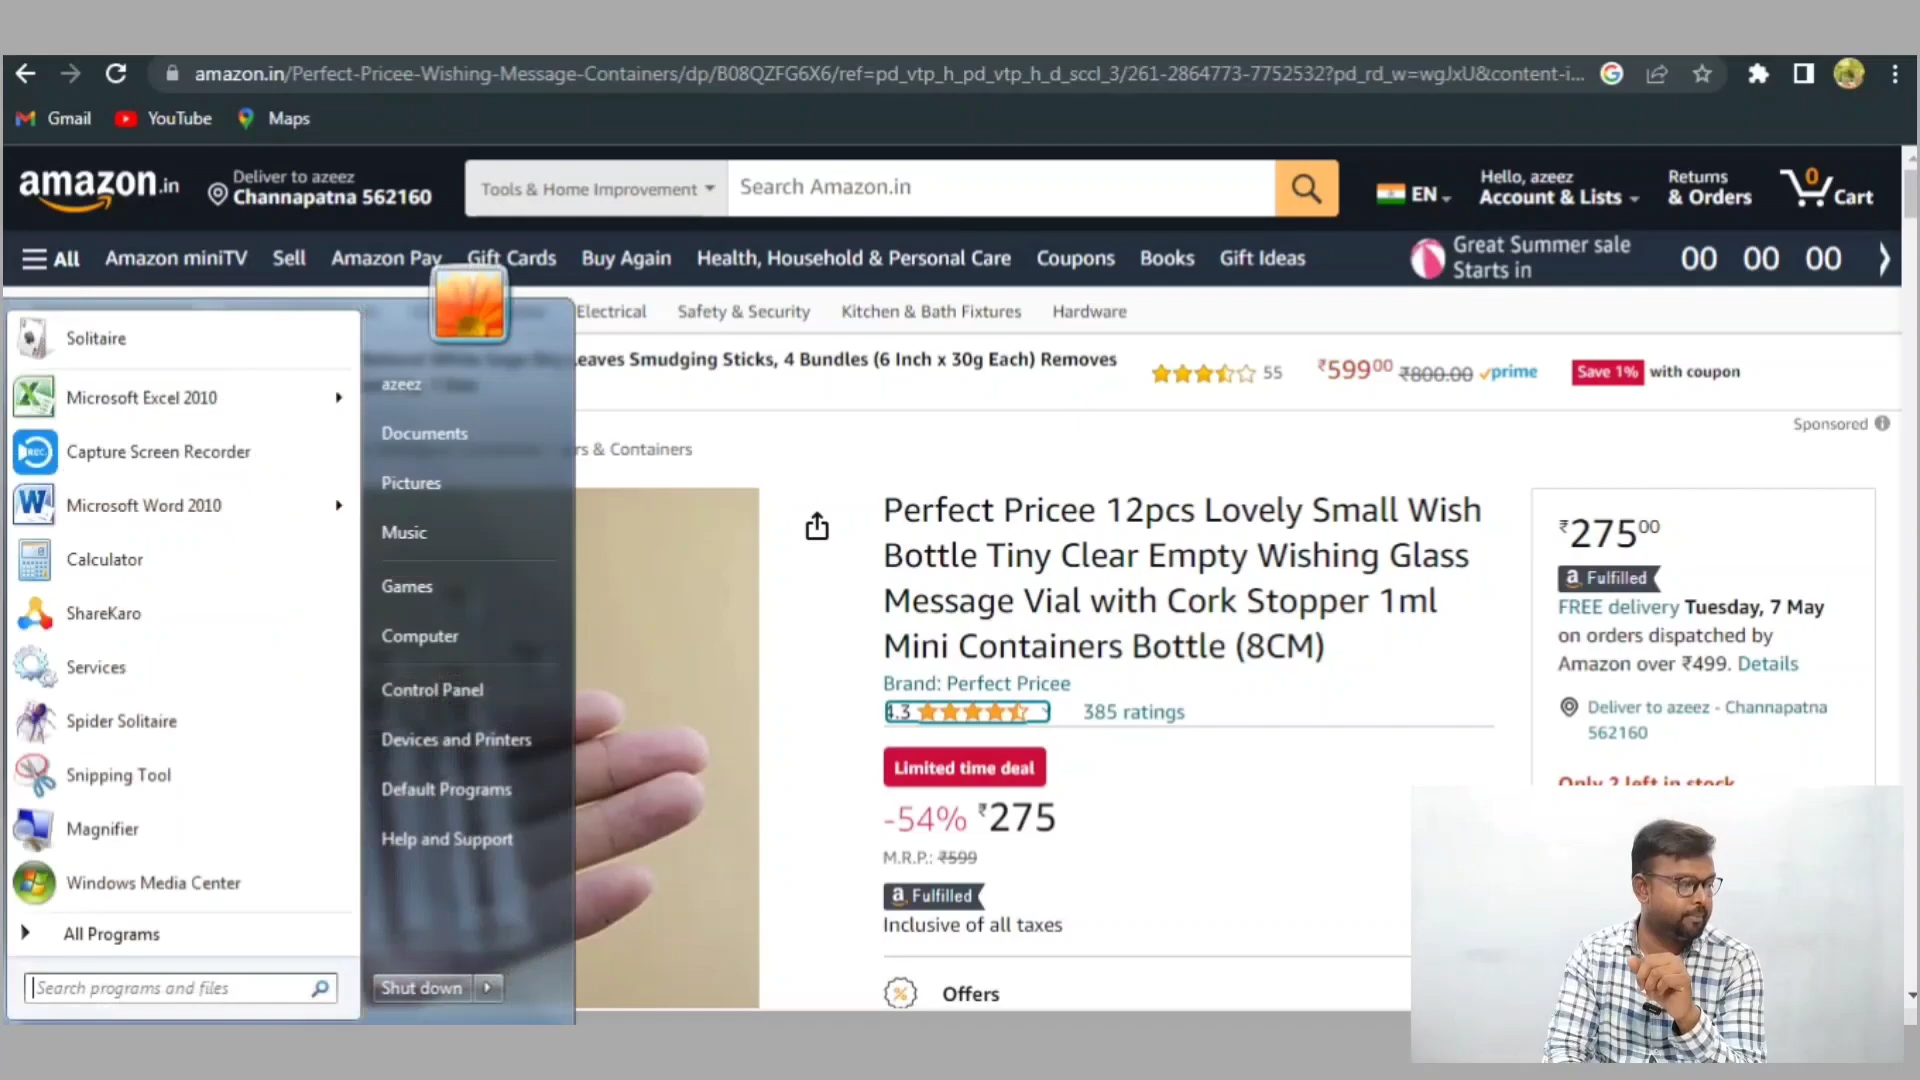 amazon.in/Perfect-Pricee-Wishing-Message-Containers/dp/B08QZFG6X6/ref=pd_vtp_h_pd_vtp_h_d_sccl_3/261-2864773-7752532?pd_rd_w=wgJxU&content-i...
Gmail YouTube Maps
amazon.in
Deliver to azeez
Channapatna 562160
Tools & Home Improvement
Search Amazon.in
EN
Hello, azeez
Account & Lists
Returns
& Orders
0
Cart
All Amazon miniTV Sell Amazon Pay Gift Cards Buy Again Health, Household & Personal Care Coupons Books Gift Ideas
Great Summer sale
Starts in
00 00 00
Electrical Safety & Security Kitchen & Bath Fixtures Hardware
eaves Smudging Sticks, 4 Bundles (6 Inch x 30g Each) Removes
55
₹59900 ₹800.00 prime
Save 1% with coupon
Sponsored
rs & Containers
Solitaire
Microsoft Excel 2010
Capture Screen Recorder
REC
Microsoft Word 2010
Calculator
ShareKaro
Services
Spider Solitaire
Snipping Tool
Magnifier
Windows Media Center
All Programs
Search programs and files
azeez
Documents
Pictures
Music
Games
Computer
Control Panel
Devices and Printers
Default Programs
Help and Support
Shut down
Perfect Pricee 12pcs Lovely Small Wish
Bottle Tiny Clear Empty Wishing Glass
Message Vial with Cork Stopper 1ml
Mini Containers Bottle (8CM)
Brand: Perfect Pricee
4.3
385 ratings
Limited time deal
-54% ₹275
M.R.P.: ₹599
a Fulfilled
Inclusive of all taxes
Offers
₹27500
a Fulfilled
FREE delivery Tuesday, 7 May
on orders dispatched by
Amazon over ₹499. Details
Deliver to azeez - Channapatna
562160
Only 2 left in stock